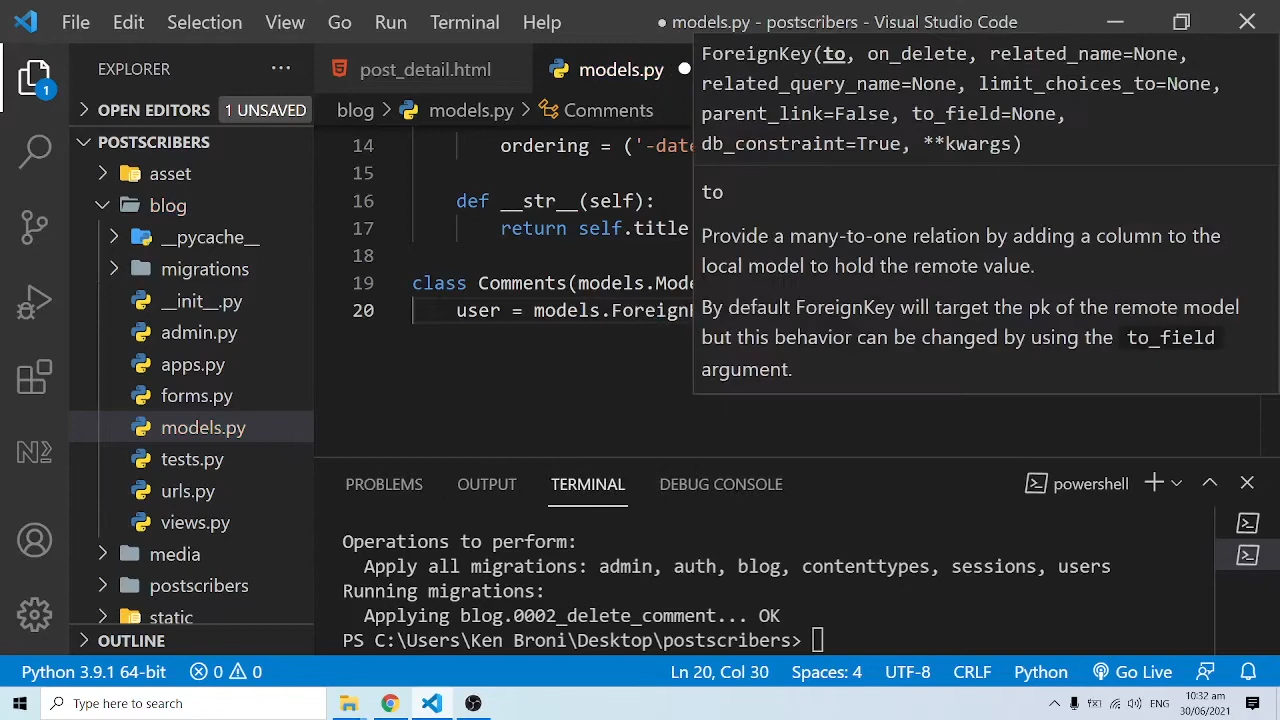 File Edit Selection View Go Run Terminal Help
● models.py - postscribers - Visual Studio Code
EXPLORER
1
OPEN EDITORS 1 UNSAVED
POSTSCRIBERS
asset
blog
__pycache__
migrations
__init__.py
admin.py
apps.py
forms.py
models.py
tests.py
urls.py
views.py
media
postscribers
static
OUTLINE
post_detail.html
models.py
blog > models.py > Comments
14 ordering = ('-date
15
16 def __str__(self):
17 return self.title
18
19 class Comments(models.Mode
20 user = models.Foreign
ForeignKey(to, on_delete, related_name=None,
related_query_name=None, limit_choices_to=None,
parent_link=False, to_field=None,
db_constraint=True, **kwargs)
to
Provide a many-to-one relation by adding a column to the
local model to hold the remote value.
By default ForeignKey will target the pk of the remote model
but this behavior can be changed by using the to_field
argument.
PROBLEMS OUTPUT TERMINAL DEBUG CONSOLE
powershell
Operations to perform:
Apply all migrations: admin, auth, blog, contenttypes, sessions, users
Running migrations:
Applying blog.0002_delete_comment... OK
PS C:\Users\Ken Broni\Desktop\postscribers>
Python 3.9.1 64-bit 0 0
Ln 20, Col 30 Spaces: 4 UTF-8 CRLF Python Go Live
Type here to search
ENG
10:32 am
30/06/2021